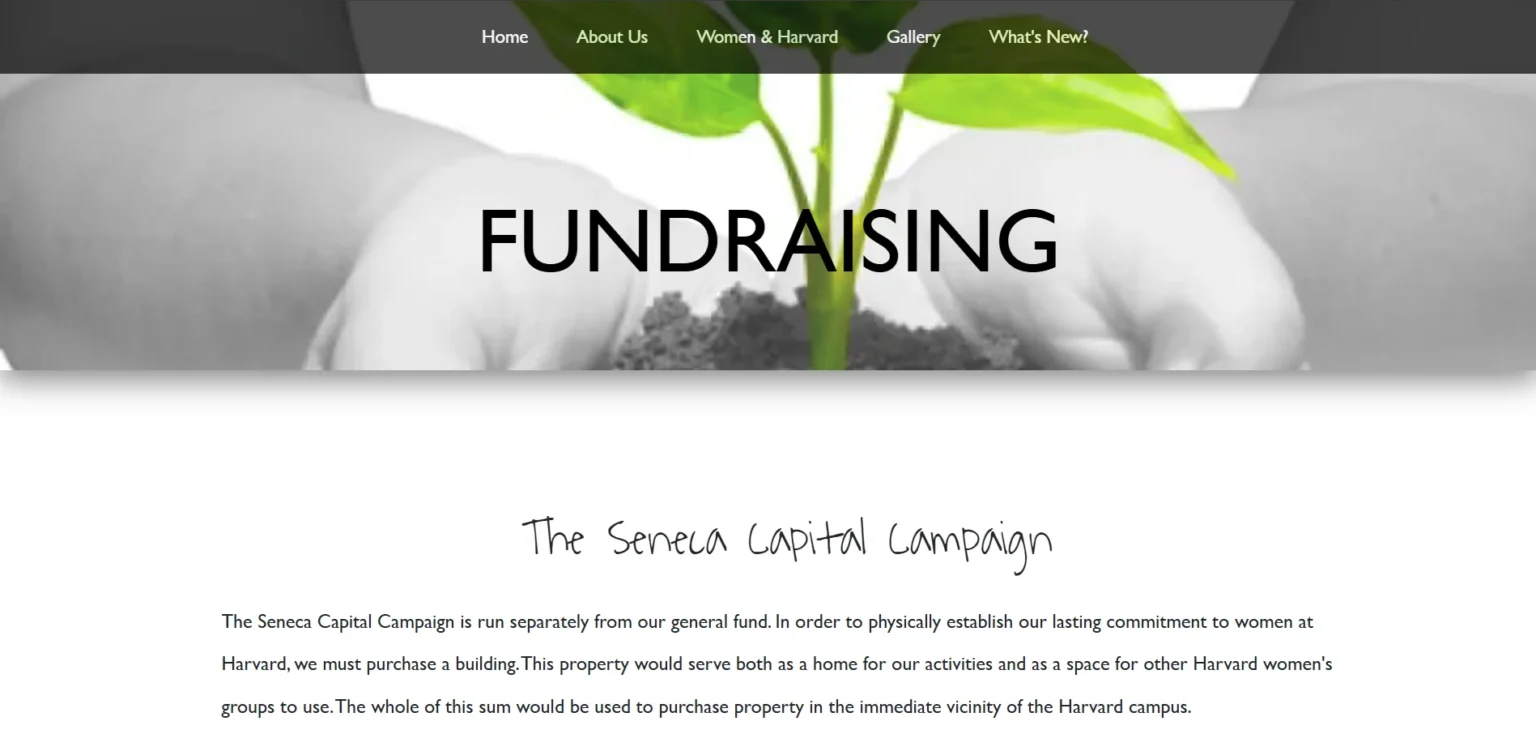 Home About Us Women & Harvard Gallery What's New?
FUNDRAISING
The Seneca Capital Campaign
The Seneca Capital Campaign is run separately from our general fund. In order to physically establish our lasting commitment to women at
Harvard, we must purchase a building. This property would serve both as a home for our activities and as a space for other Harvard women's
groups to use. The whole of this sum would be used to purchase property in the immediate vicinity of the Harvard campus.